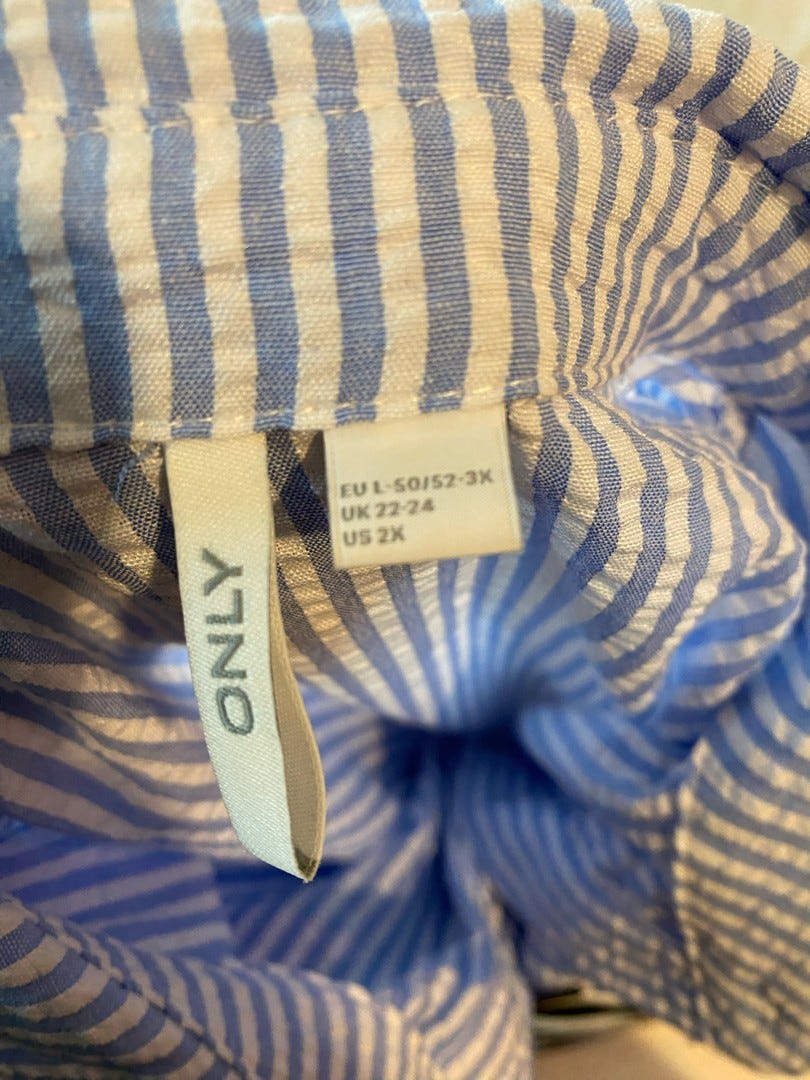 ONLY
EU L-50/52-3X
UK 22-24
US 2X